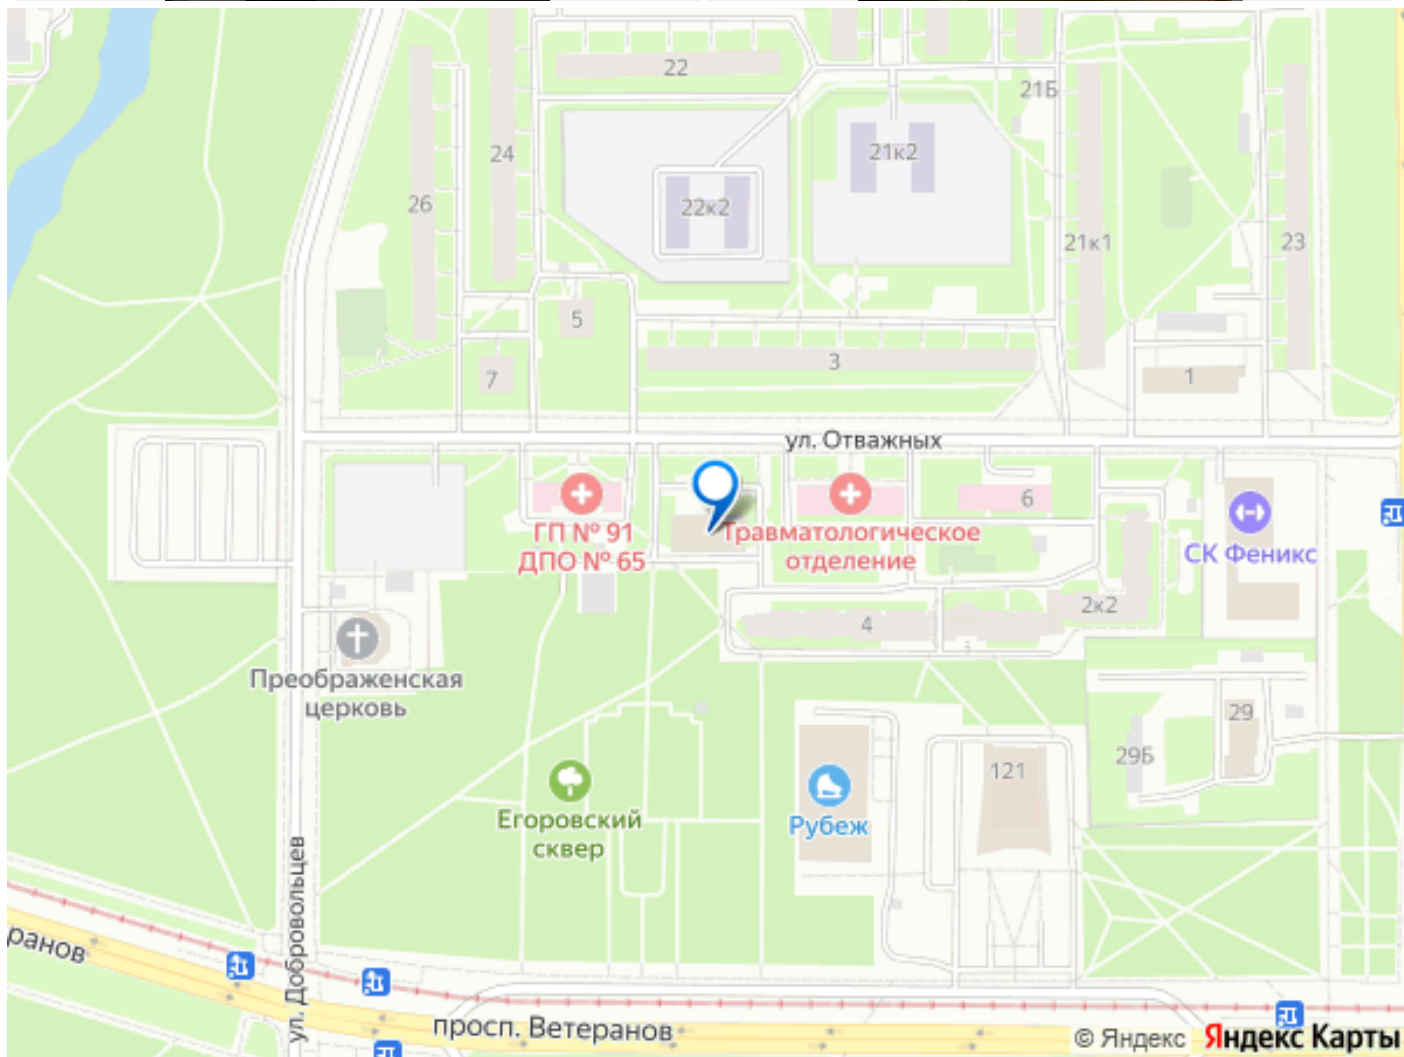 22
21Б
24
21к2
26
22к2
21к1
23
5
3
7
1
ул. Отважных
6
ГП № 91
ДПО № 65
Травматологическое
отделение
СК Феникс
2к2
4
Преображенская
церковь
29
29Б
121
Егоровский
сквер
Рубеж
ул. Добровольцев
ранов
просп. Ветеранов
© Яндекс Яндекс Карты